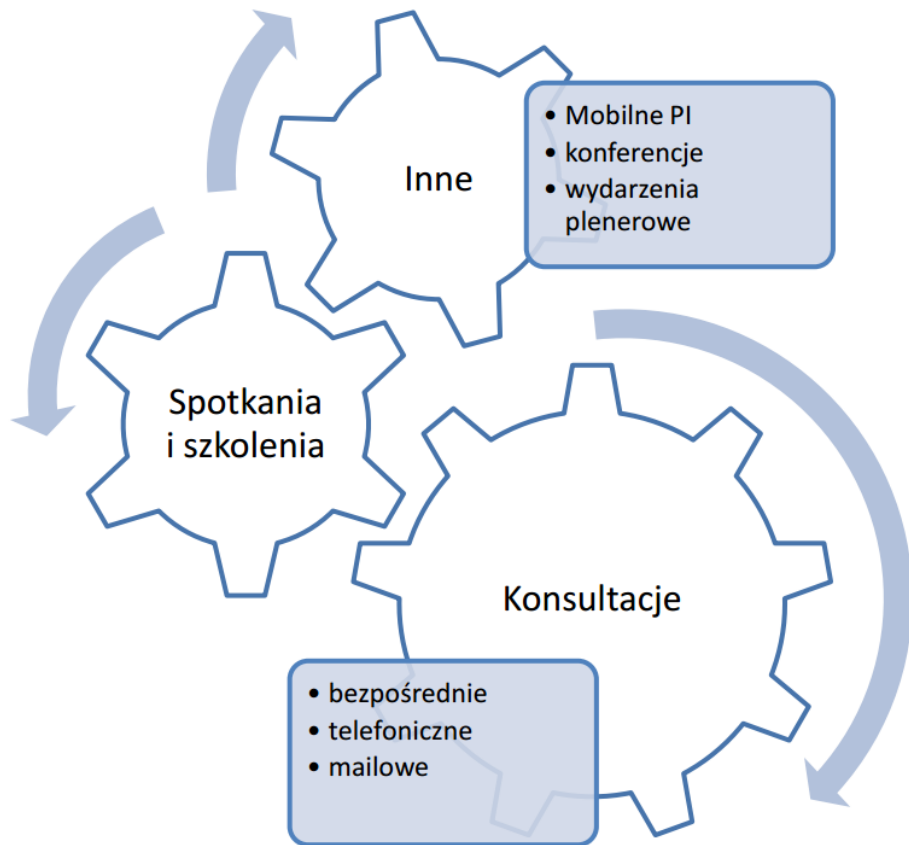 Inne
• Mobilne PI
• konferencje
• wydarzenia
plenerowe
Spotkania
i szkolenia
Konsultacje
• bezpośrednie
• telefoniczne
• mailowe